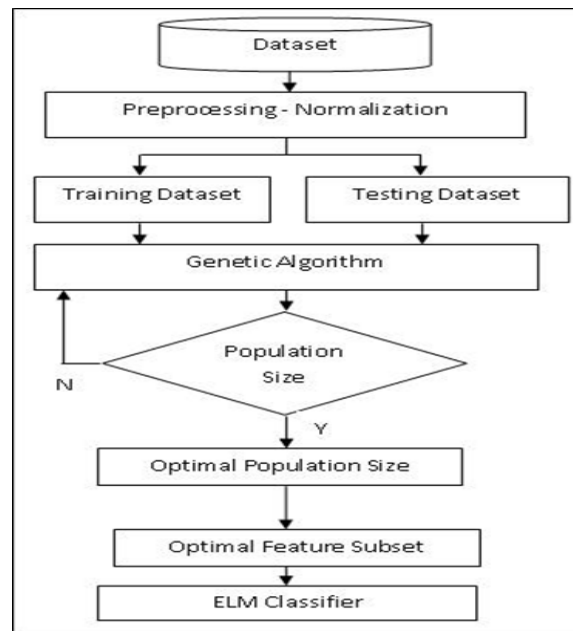 Dataset
Preprocessing - Normalization
Training Dataset
Testing Dataset
Genetic Algorithm
Population
Size
N
Y
Optimal Population Size
Optimal Feature Subset
ELM Classifier